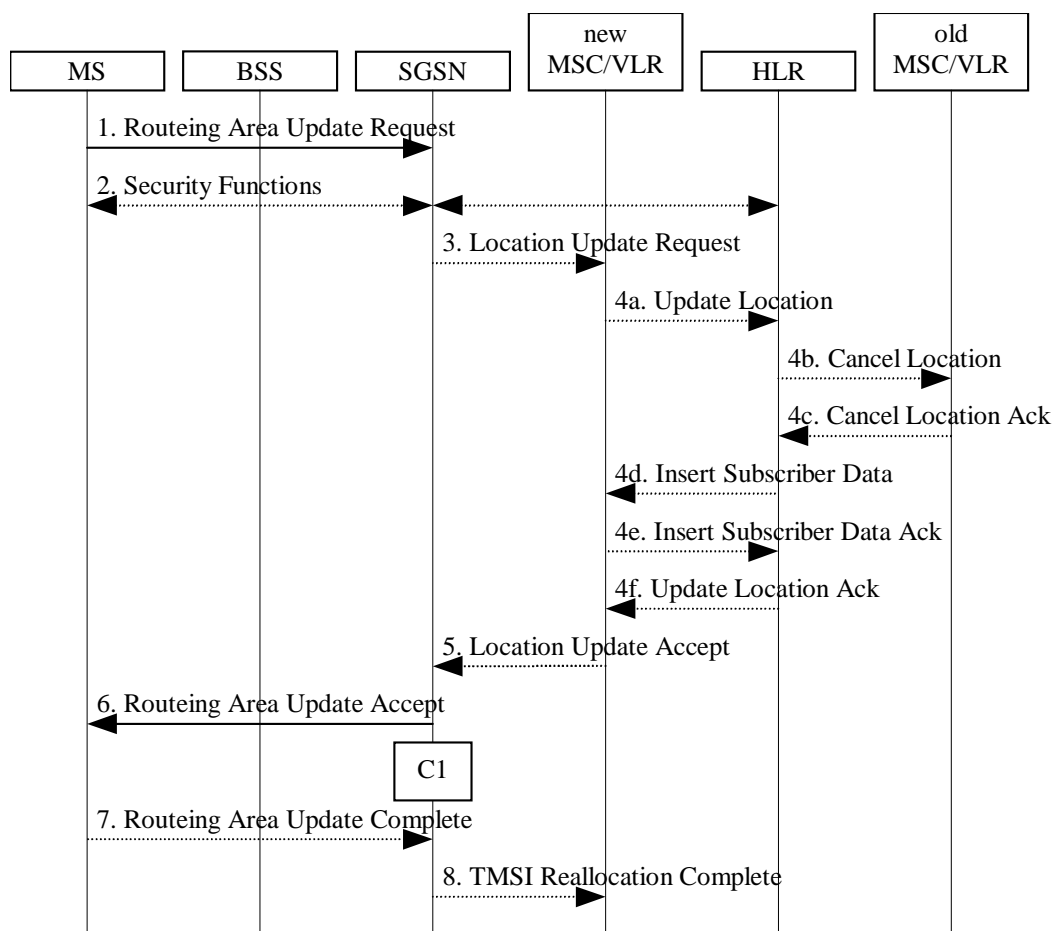 new
MSC/VLR
old
MSC/VLR
MS
BSS
SGSN
HLR
1. Routeing Area Update Request
2. Security Functions
3. Location Update Request
4a. Update Location
4b. Cancel Location
4c. Cancel Location Ack
4d. Insert Subscriber Data
4e. Insert Subscriber Data Ack
4f. Update Location Ack
5. Location Update Accept
6. Routeing Area Update Accept
C1
7. Routeing Area Update Complete
8. TMSI Reallocation Complete